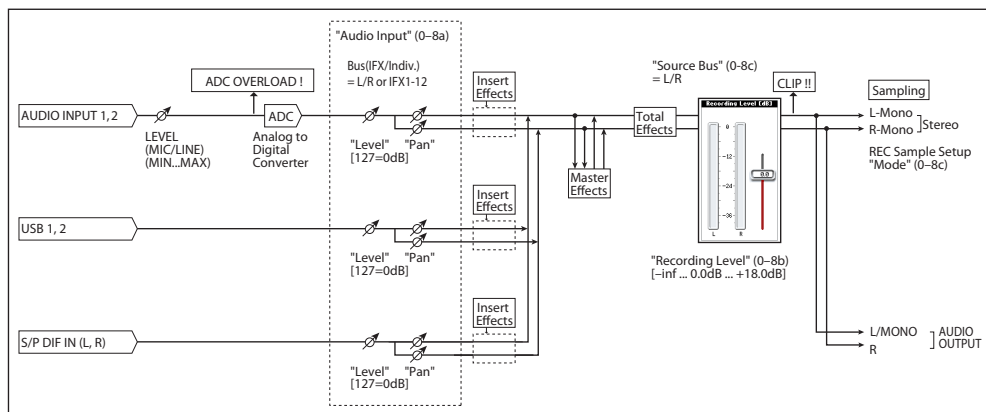 "Audio Input" (0–8a)
Bus(IFX/Indiv.)
= L/R or IFX1-12
ADC OVERLOAD !
Insert
Effects
"Source Bus" (0-8c)
= L/R
CLIP !!
Sampling
Recording Level [dB]
AUDIO INPUT 1, 2
ADC
LEVEL
(MIC/LINE)
(MIN...MAX)
Analog to
Digital
Converter
"Level"
[127=0dB]
"Pan"
Total
Effects
Master
Effects
0
-12
-24
-36
L
R
0.0
L-Mono
R-Mono
Stereo
REC Sample Setup
"Mode" (0–8c)
Insert
Effects
USB 1, 2
"Level"
[127=0dB]
"Pan"
"Recording Level" (0–8b)
[–inf ... 0.0dB ... +18.0dB]
Insert
Effects
S/P DIF IN (L, R)
"Level"
[127=0dB]
"Pan"
L/MONO
R
AUDIO
OUTPUT